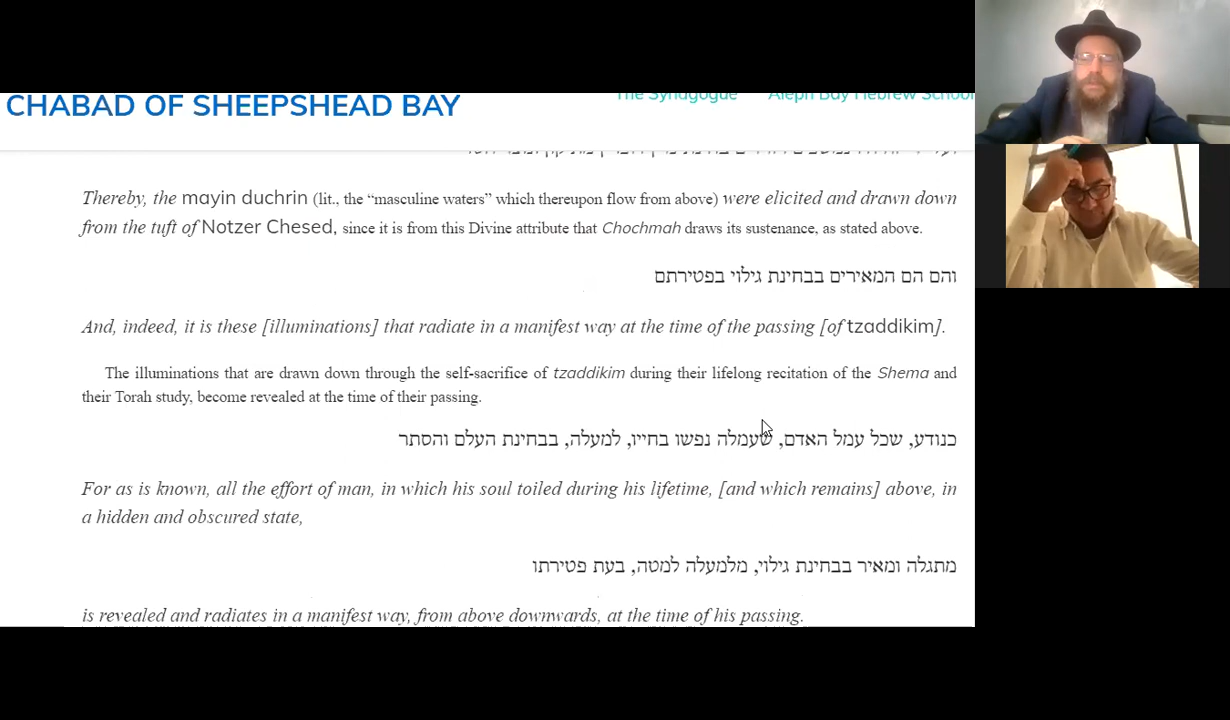 The Synagogue Aleph Bay Hebrew School
CHABAD OF SHEEPSHEAD BAY
Thereby, the mayin duchrin (lit., the “masculine waters” which thereupon flow from above) were elicited and drawn down
from the tuft of Notzer Chesed, since it is from this Divine attribute that Chochmah draws its sustenance, as stated above.
והם הם המאירים בבחינת גילוי בפטירתם
And, indeed, it is these [illuminations] that radiate in a manifest way at the time of the passing [of tzaddikim].
The illuminations that are drawn down through the self-sacrifice of tzaddikim during their lifelong recitation of the Shema and
their Torah study, become revealed at the time of their passing.
כנודע, שכל עמל האדם, שעמלה נפשו בחייו, למעלה, בבחינת העלם והסתר
For as is known, all the effort of man, in which his soul toiled during his lifetime, [and which remains] above, in
a hidden and obscured state,
מתגלה ומאיר בבחינת גילוי, מלמעלה למטה, בעת פטירתו
is revealed and radiates in a manifest way, from above downwards, at the time of his passing.